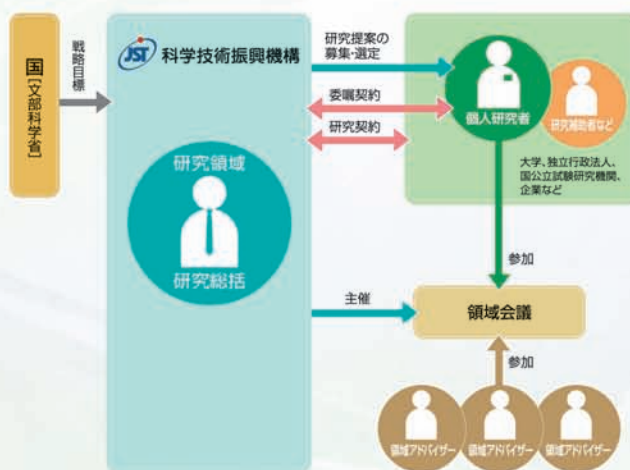 国[文部科学省]
戦略目標
JST 科学技術振興機構
研究提案の
募集・選定
委嘱契約
研究契約
個人研究者
研究補助者など
大学、独立行政法人、
国公立試験研究機関、
企業など
研究領域
研究総括
参加
主催
領域会議
参加
領域アドバイザー
領域アドバイザー
領域アドバイザー